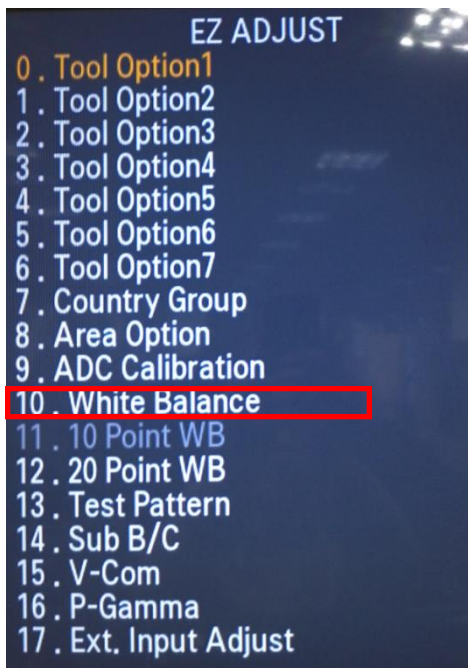 EZ ADJUST
0 . Tool Option1
1 . Tool Option2
2 . Tool Option3
3 . Tool Option4
4 . Tool Option5
5 . Tool Option6
6 . Tool Option7
7 . Country Group
8 . Area Option
9 . ADC Calibration
10 . White Balance
11 . 10 Point WB
12 . 20 Point WB
13 . Test Pattern
14 . Sub B/C
15 . V-Com
16 . P-Gamma
17 . Ext. Input Adjust